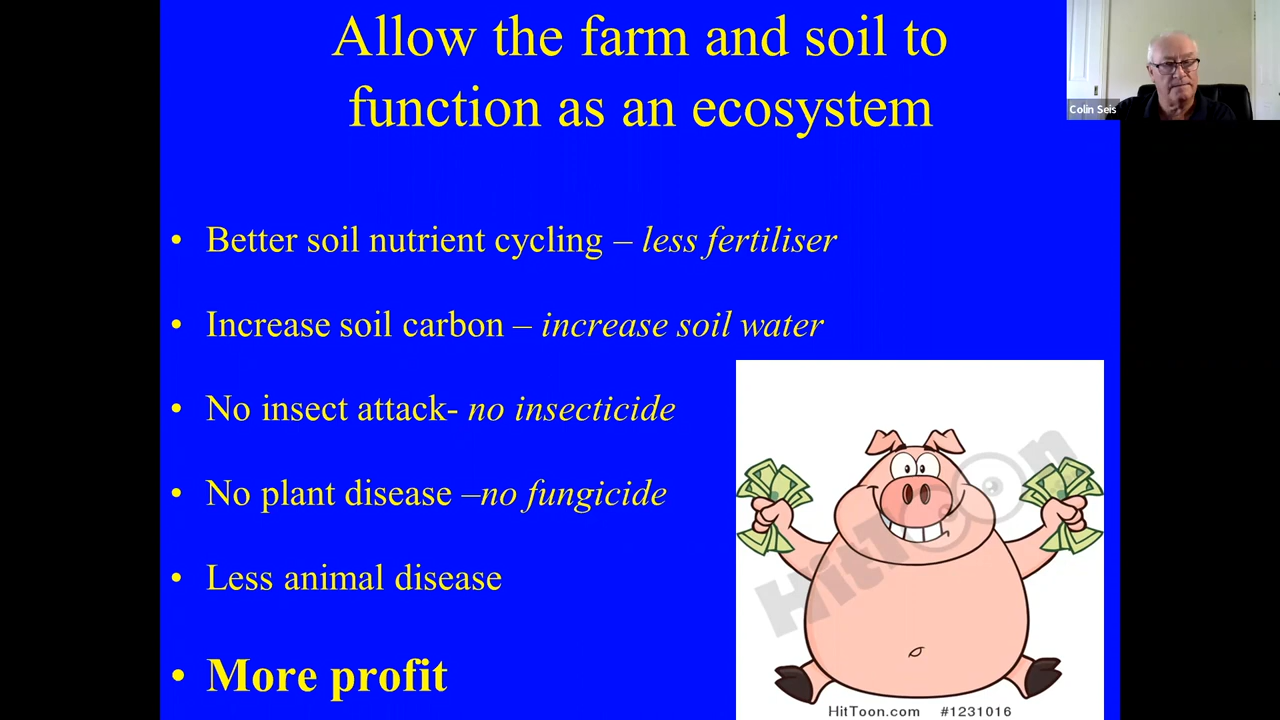 Allow the farm and soil to
function as an ecosystem
Colin Seis
• Better soil nutrient cycling – less fertiliser
• Increase soil carbon – increase soil water
• No insect attack- no insecticide
• No plant disease –no fungicide
• Less animal disease
• More profit
HitToon
HitToon.com #1231016